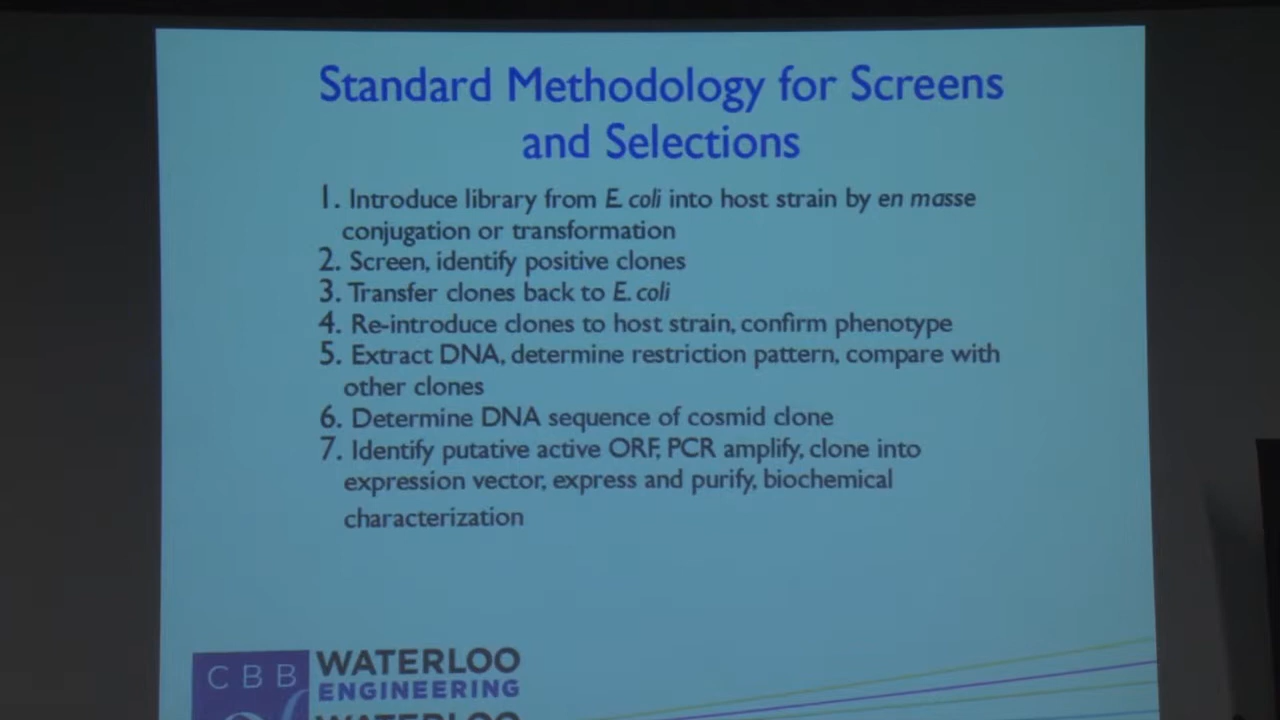 Standard Methodology for Screens
and Selections
1. Introduce library from E. coli into host strain by en masse
conjugation or transformation
2. Screen, identify positive clones
3. Transfer clones back to E. coli
4. Re-introduce clones to host strain, confirm phenotype
5. Extract DNA, determine restriction pattern, compare with
other clones
6. Determine DNA sequence of cosmid clone
7. Identify putative active ORF, PCR amplify, clone into
expression vector, express and purify, biochemical
characterization
CBB
WATERLOO
ENGINEERING
WATERLOO